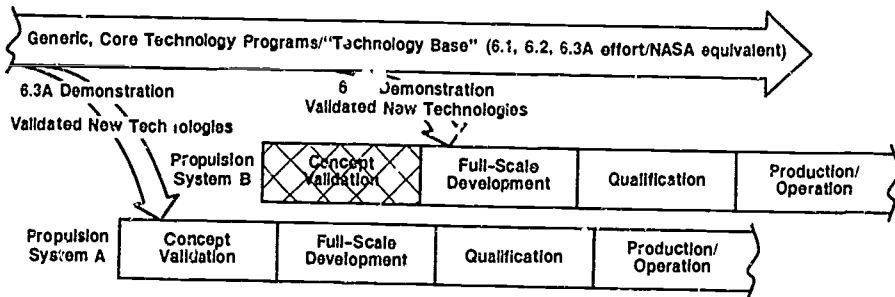 Generic, Core Technology Programs/"Technology Base" (6.1, 6.2, 6.3A effort/NASA equivalent)
6.3A Demonstration
Validated New Technologies
6 Demonstration
Validated New Technologies
Propulsion
System B
Concept
Validation
Full-Scale
Development
Qualification
Production/
Operation
Propulsion
System A
Concept
Validation
Full-Scale
Development
Qualification
Production/
Operation